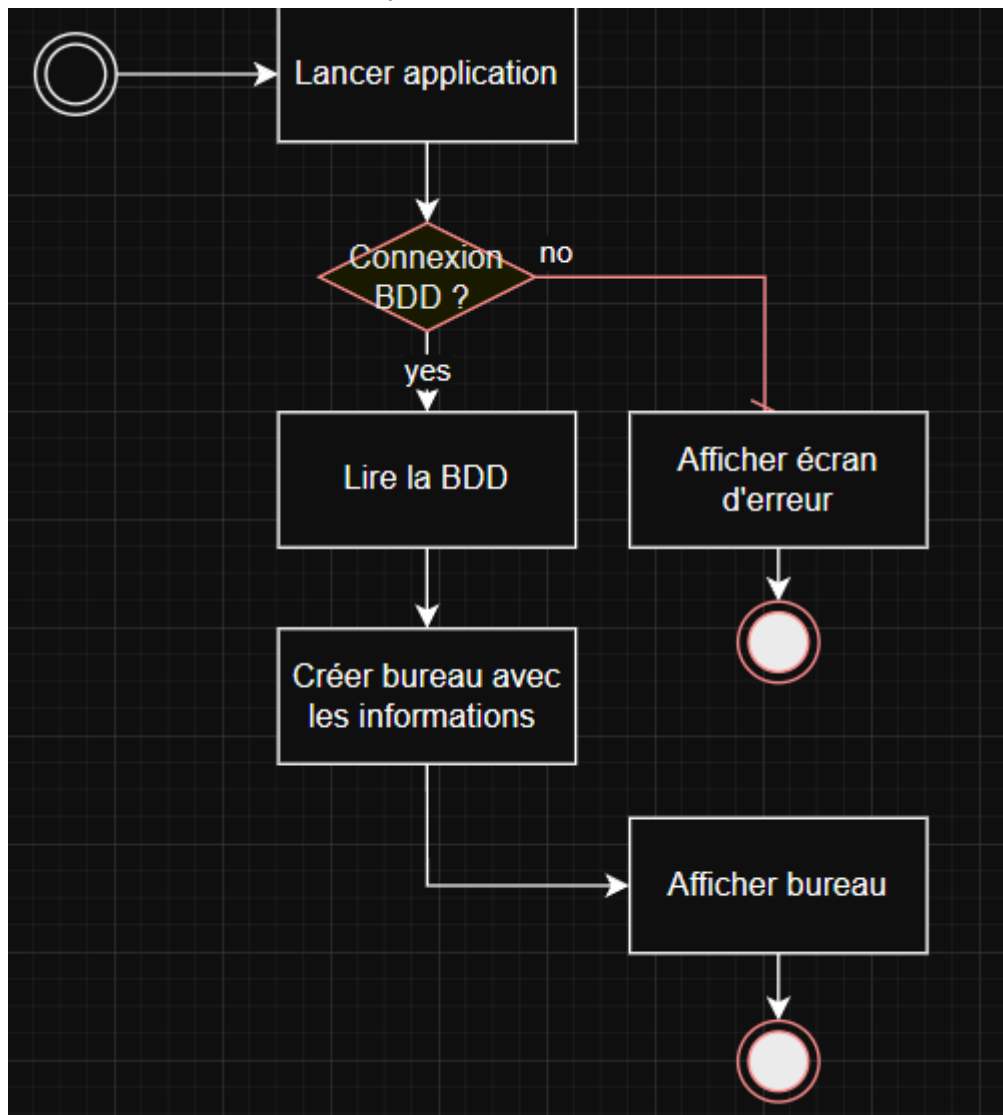 Lancer application
Connexion
BDD ?
no
yes
Lire la BDD
Afficher écran
d'erreur
Créer bureau avec
les informations
Afficher bureau